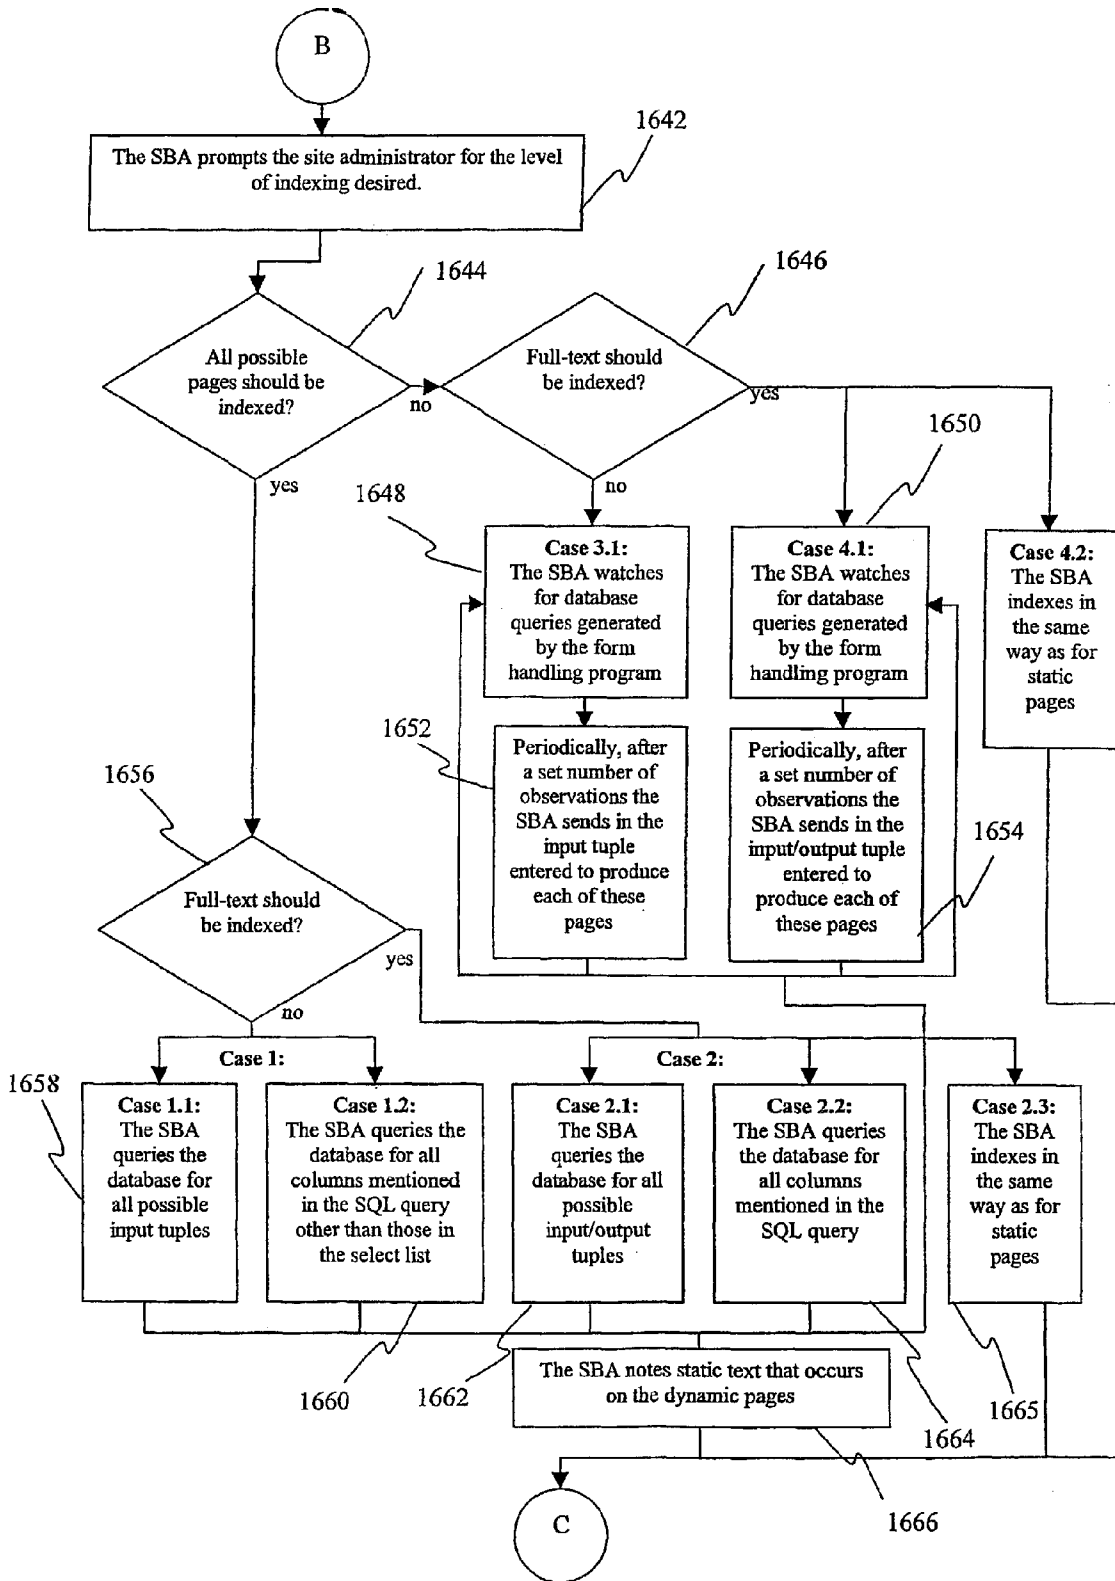 B
1642
The SBA prompts the site administrator for the level
of indexing desired.
1644
1646
All possible
pages should be
indexed?
no
yes
Full-text should
be indexed?
yes
no
1650
1648
Case 3.1:
The SBA watches
for database
queries generated
by the form
handling program
Case 4.1:
The SBA watches
for database
queries generated
by the form
handling program
Case 4.2:
The SBA
indexes in
the same
way as for
static
pages
1652
Periodically, after
a set number of
observations the
SBA sends in the
input tuple
entered to produce
each of these
pages
Periodically, after
a set number of
observations the
SBA sends in the
input/output tuple
entered to
produce each of
these pages
1654
1656
Full-text should
be indexed?
yes
no
Case 1:
Case 2:
1658
Case 1.1:
The SBA
queries the
database for
all possible
input tuples
Case 1.2:
The SBA queries the
database for all
columns mentioned
in the SQL query
other than those in
the select list
Case 2.1:
The SBA
queries the
database for all
possible
input/output
tuples
Case 2.2:
The SBA queries
the database for
all columns
mentioned in the
SQL query
Case 2.3:
The SBA
indexes in
the same
way as for
static
pages
1660
1662
The SBA notes static text that occurs
on the dynamic pages
1664
1665
1666
C